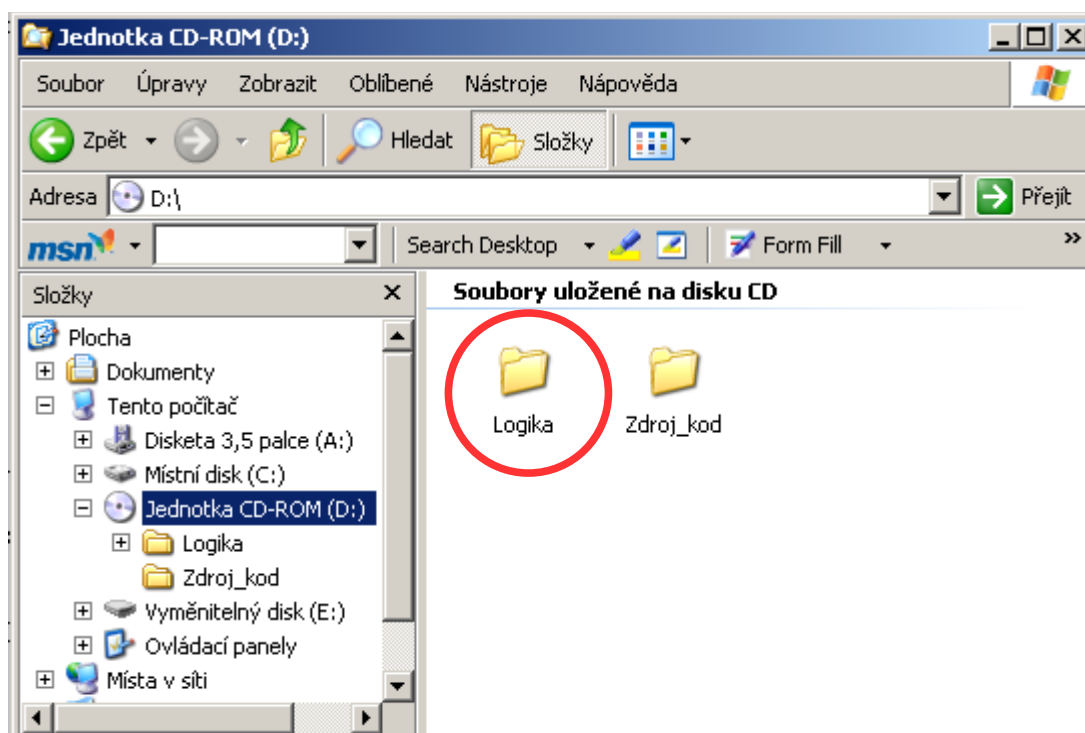 Jednotka CD-ROM (D:)
Soubor Úpravy Zobrazit Oblíbené Nástroje Nápověda
Zpět Hledat Složky
Adresa D:\ Přejít
msn Search Desktop Form Fill »
Složky
Plocha
Dokumenty
Tento počítač
Disketa 3,5 palce (A:)
Místní disk (C:)
Jednotka CD-ROM (D:)
Logika
Zdroj_kod
Vyměnitelný disk (E:)
Ovládací panely
Místa v síti
Soubory uložené na disku CD
Logika Zdroj_kod